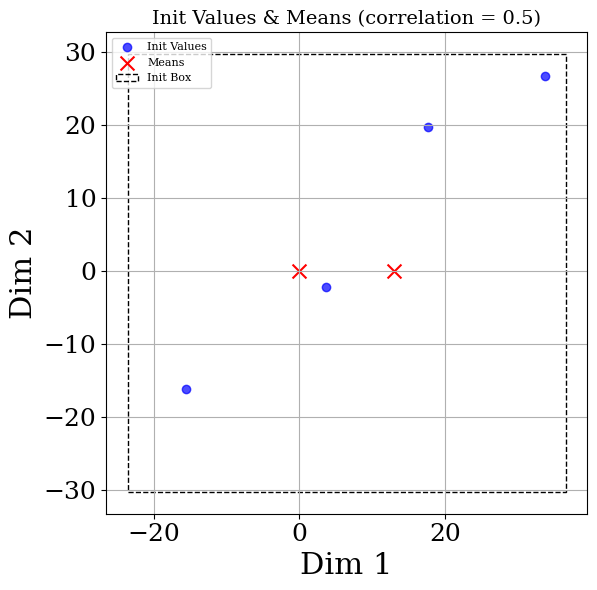 Init Values & Means (correlation = 0.5)
Init Values
Means
Init Box
30
20
10
0
−10
−20
−30
Dim 2
−20 0 20
Dim 1